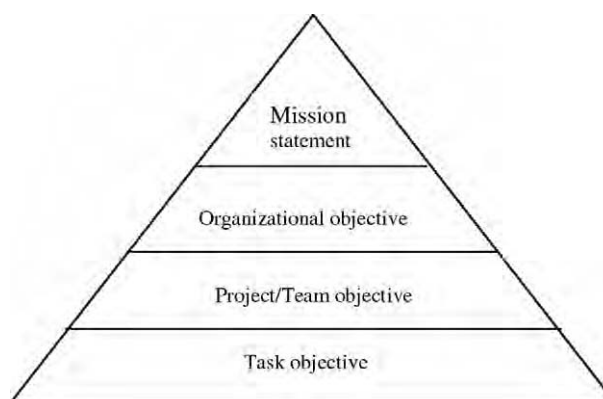 Mission
statement
Organizational objective
Project/Team objective
Task objective